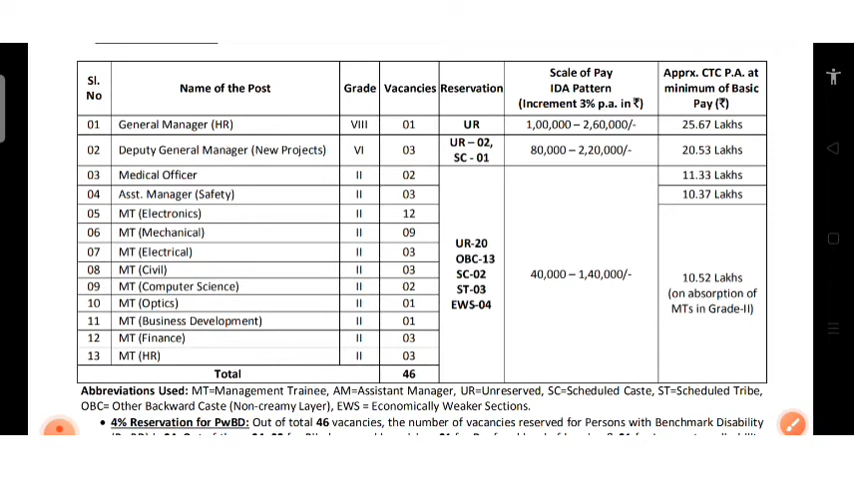 Sl. No | Name of the Post | Grade | Vacancies | Reservation | Scale of Pay IDA Pattern (Increment 3% p.a. in ₹) | Apprx. CTC P.A. at minimum of Basic Pay (₹)
01 | General Manager (HR) | VIII | 01 | UR | 1,00,000 – 2,60,000/- | 25.67 Lakhs
02 | Deputy General Manager (New Projects) | VI | 03 | UR – 02, SC - 01 | 80,000 – 2,20,000/- | 20.53 Lakhs
03 | Medical Officer | II | 02 | UR-20 OBC-13 SC-02 ST-03 EWS-04 | 40,000 – 1,40,000/- | 11.33 Lakhs
04 | Asst. Manager (Safety) | II | 03 | 10.37 Lakhs
05 | MT (Electronics) | II | 12 | 10.52 Lakhs (on absorption of MTs in Grade-II)
06 | MT (Mechanical) | II | 09
07 | MT (Electrical) | II | 03
08 | MT (Civil) | II | 03
09 | MT (Computer Science) | II | 02
10 | MT (Optics) | II | 01
11 | MT (Business Development) | II | 01
12 | MT (Finance) | II | 03
13 | MT (HR) | II | 03
Total | 46
Abbreviations Used: MT=Management Trainee, AM=Assistant Manager, UR=Unreserved, SC=Scheduled Caste, ST=Scheduled Tribe,
OBC= Other Backward Caste (Non-creamy Layer), EWS = Economically Weaker Sections.
• 4% Reservation for PwBD: Out of total 46 vacancies, the number of vacancies reserved for Persons with Benchmark Disability